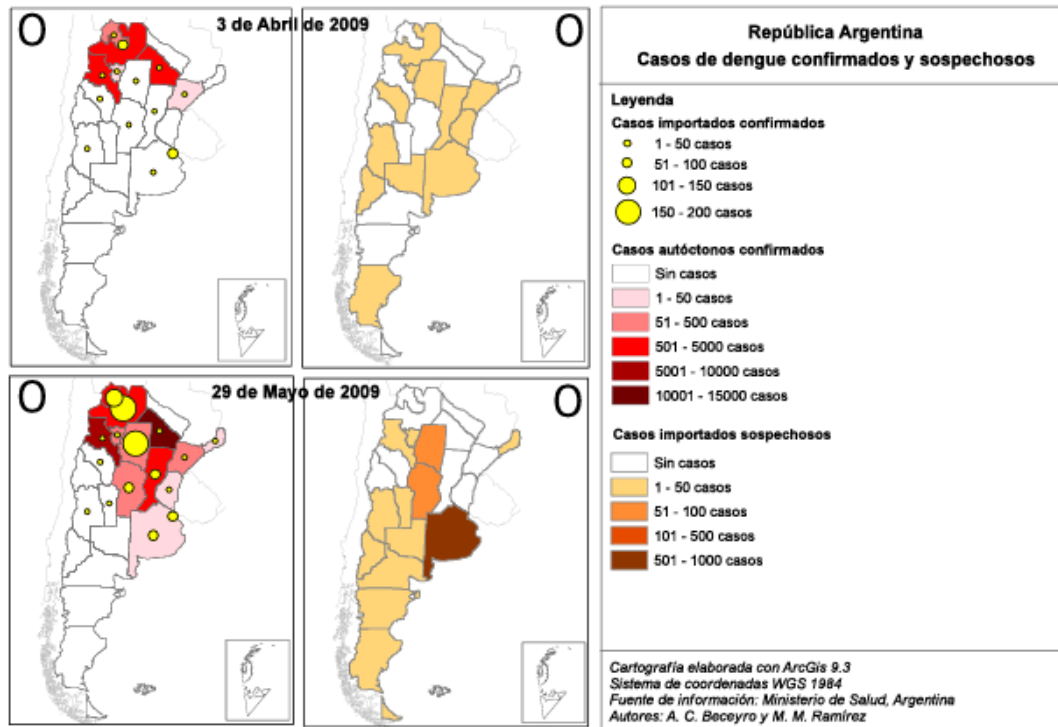 O
3 de Abril de 2009
O
República Argentina
Casos de dengue confirmados y sospechosos
Leyenda
Casos importados confirmados
1 - 50 casos
51 - 100 casos
101 - 150 casos
150 - 200 casos
Casos autóctonos confirmados
Sin casos
1 - 50 casos
51 - 500 casos
501 - 5000 casos
5001 - 10000 casos
10001 - 15000 casos
Casos importados sospechosos
Sin casos
1 - 50 casos
51 - 100 casos
101 - 500 casos
501 - 1000 casos
O
29 de Mayo de 2009
O
Cartografía elaborada con ArcGis 9.3
Sistema de coordenadas WGS 1984
Fuente de información: Ministerio de Salud, Argentina
Autores: A. C. Beceyro y M. M. Ramírez